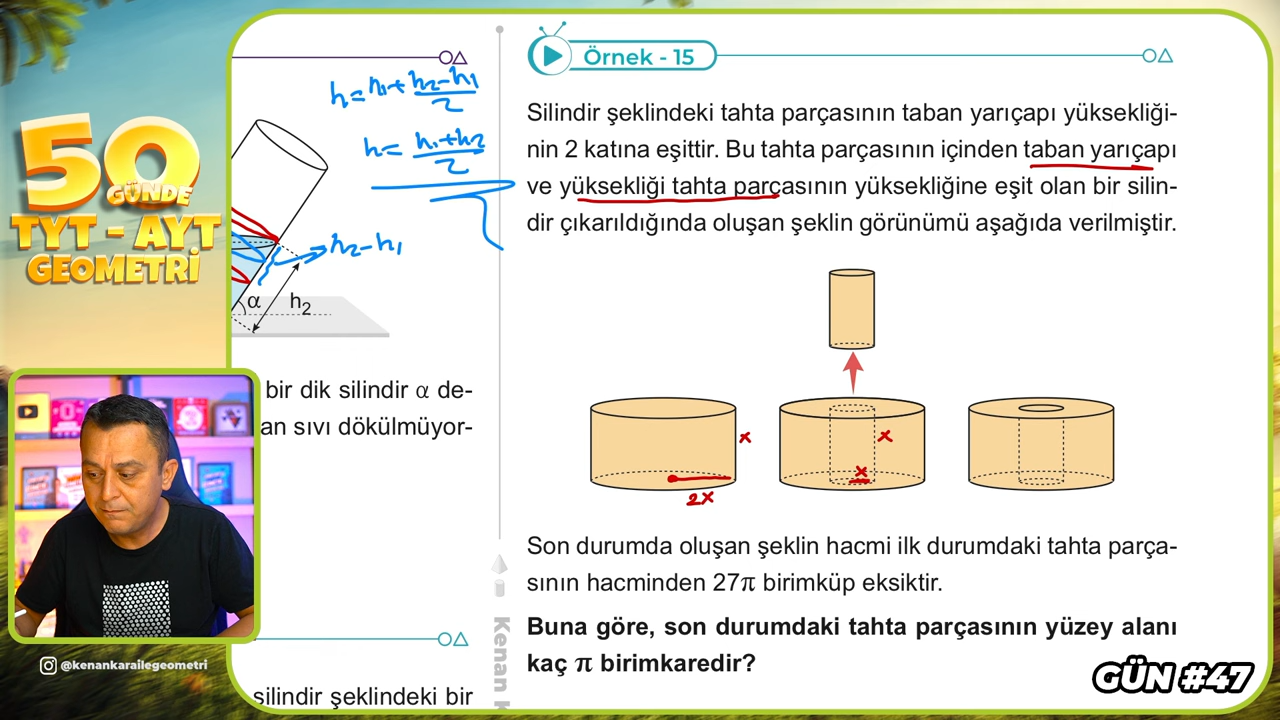 50
GÜNDE
TYT - AYT
GEOMETRİ
h = h1 + h2-h1/2
h = h1+h2/2
h2-h1
α
h2
bir dik silindir α de-
an sıvı dökülmüyor-
silindir şeklindeki bir
@kenankarailegeometri
Kenan
Örnek - 15
Silindir şeklindeki tahta parçasının taban yarıçapı yüksekliği-
nin 2 katına eşittir. Bu tahta parçasının içinden taban yarıçapı
ve yüksekliği tahta parçasının yüksekliğine eşit olan bir silin-
dir çıkarıldığında oluşan şeklin görünümü aşağıda verilmiştir.
x
2x
x
x
Son durumda oluşan şeklin hacmi ilk durumdaki tahta parça-
sının hacminden 27π birimküp eksiktir.
Buna göre, son durumdaki tahta parçasının yüzey alanı
kaç π birimkaredir?
GÜN #47